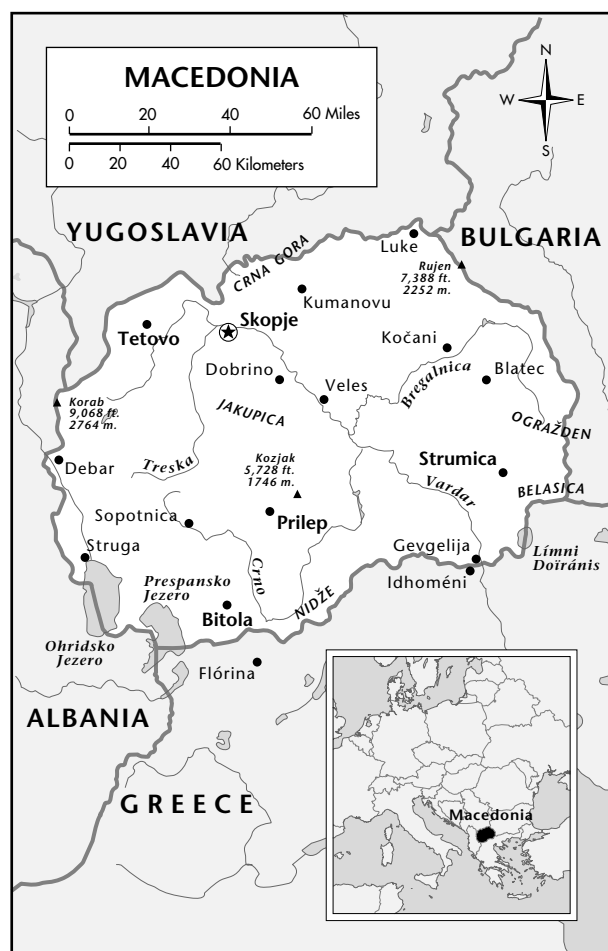 MACEDONIA
0 20 40 60 Miles
0 20 40 60 Kilometers
N
W E
S
YUGOSLAVIA
BULGARIA
CRNA GORA
Luke
Rujen
7,388 ft.
2252 m.
Kumanovu
Skopje
Tetovo
Kočani
Dobrino
Veles
Bregalnica
Blatec
Korab
9,068 ft.
2764 m.
JAKUPICA
OGRAŽDEN
Debar
Treska
Kozjak
5,728 ft.
1746 m.
Strumica
Vardar
BELASICA
Sopotnica
Prilep
Struga
Crno
Gevgelija
Límni
Doïránis
Idhoméni
Prespansko
Jezero
NIDŽE
Bitola
Ohridsko
Jezero
Flórina
ALBANIA
GREECE
Macedonia